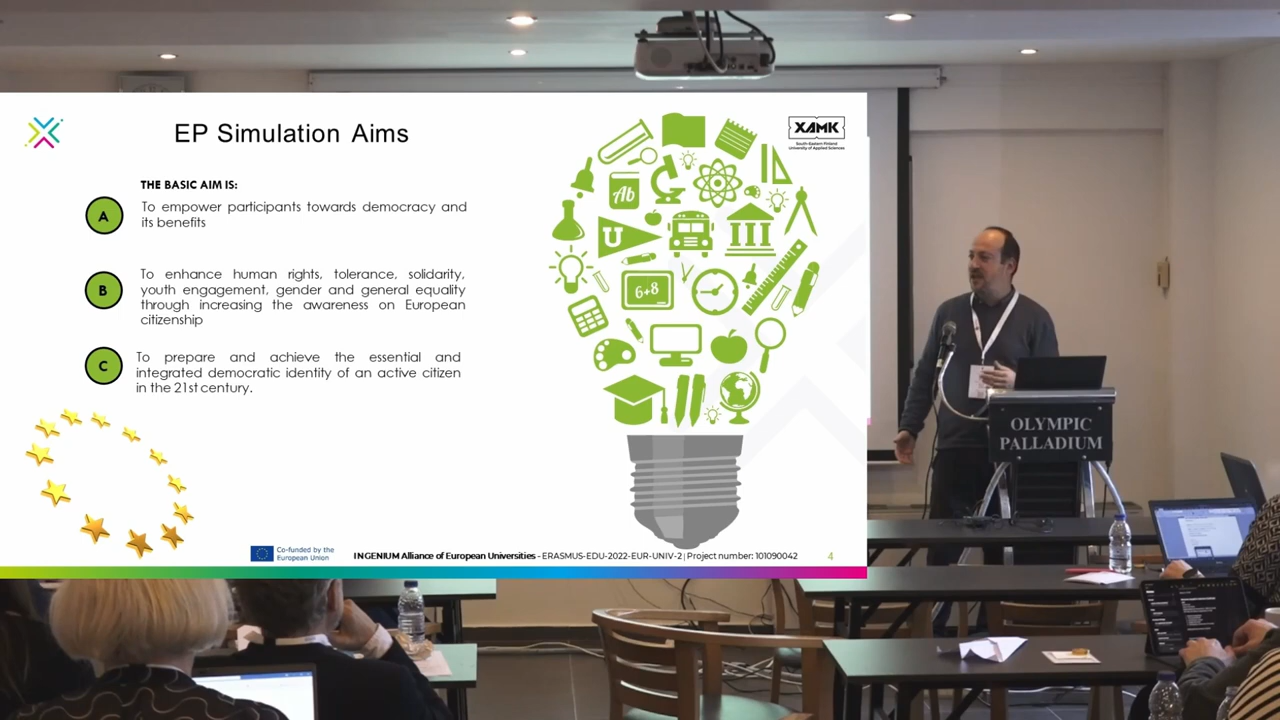 EP Simulation Aims
XAMK
South-Eastern Finland
University of Applied Sciences
THE BASIC AIM IS:
A
To empower participants towards democracy and
its benefits
B
To enhance human rights, tolerance, solidarity,
youth engagement, gender and general equality
through increasing the awareness on European
citizenship
C
To prepare and achieve the essential and
integrated democratic identity of an active citizen
in the 21st century.
Ab
U
6+8
Co-funded by the
European Union
INGENIUM Alliance of European Universities - ERASMUS-EDU-2022-EUR-UNIV-2 | Project number: 101090042
4
OLYMPIC
PALLADIUM